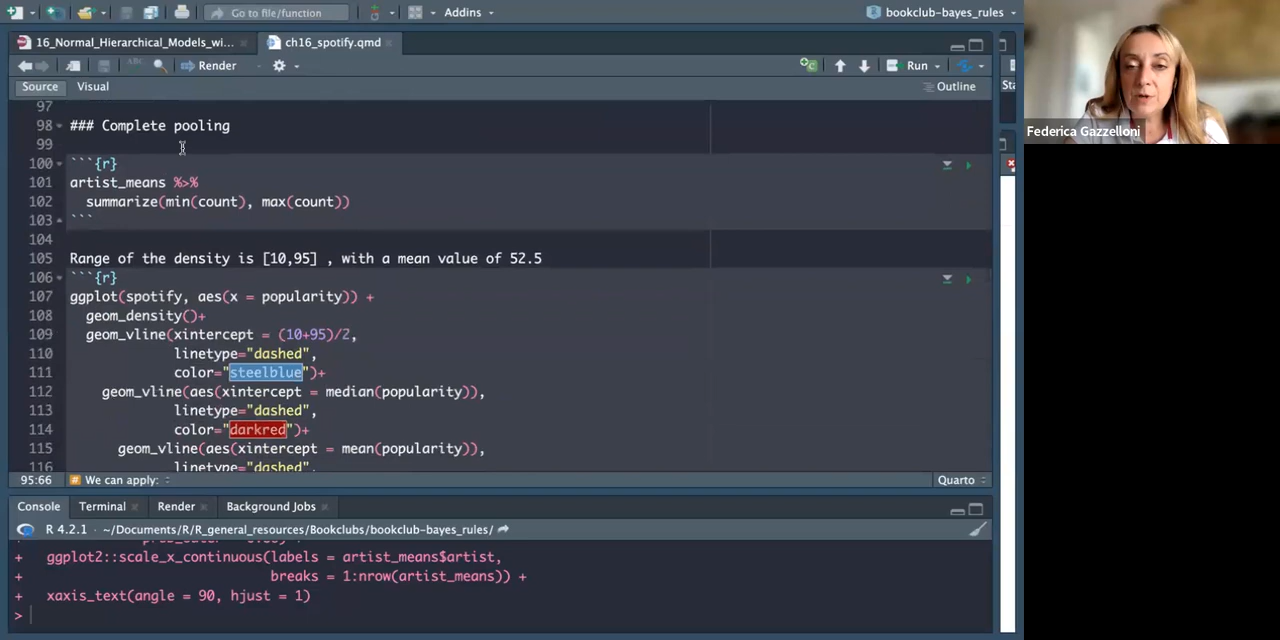 Go to file/function
Addins
bookclub-bayes_rules
16_Normal_Hierarchical_Models_wi...
ch16_spotify.qmd
ABC
Render
Run
Source
Visual
Outline
Sta
97
98 ### Complete pooling
99
100 ```{r}
101 artist_means %>%
102 summarize(min(count), max(count))
103 ```
104
105 Range of the density is [10,95] , with a mean value of 52.5
106 ```{r}
107 ggplot(spotify, aes(x = popularity)) +
108 geom_density()+
109 geom_vline(xintercept = (10+95)/2,
110 linetype="dashed",
111 color="steelblue")+
112 geom_vline(aes(xintercept = median(popularity)),
113 linetype="dashed",
114 color="darkred")+
115 geom_vline(aes(xintercept = mean(popularity)),
116 linetype="dashed",
95:66 # We can apply:
Quarto
Console Terminal Render Background Jobs
R 4.2.1 · ~/Documents/R/R_general_resources/Bookclubs/bookclub-bayes_rules/
+ ggplot2::scale_x_continuous(labels = artist_means$artist,
+ breaks = 1:nrow(artist_means)) +
+ xaxis_text(angle = 90, hjust = 1)
>
Federica Gazzelloni